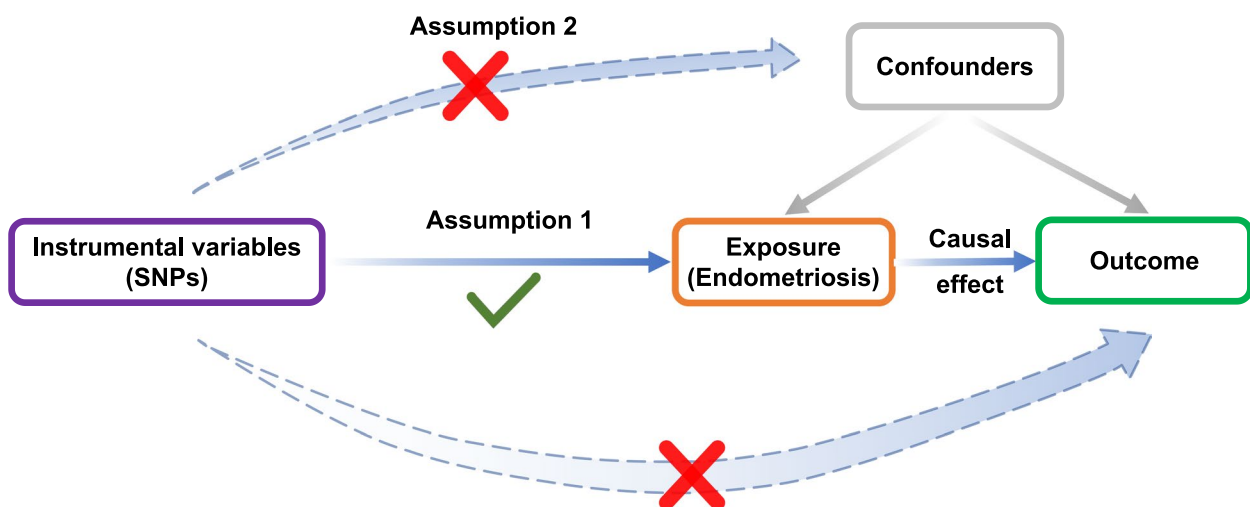 Assumption 2
Confounders
Assumption 1
Instrumental variables
(SNPs)
Exposure
(Endometriosis)
Causal
effect
Outcome